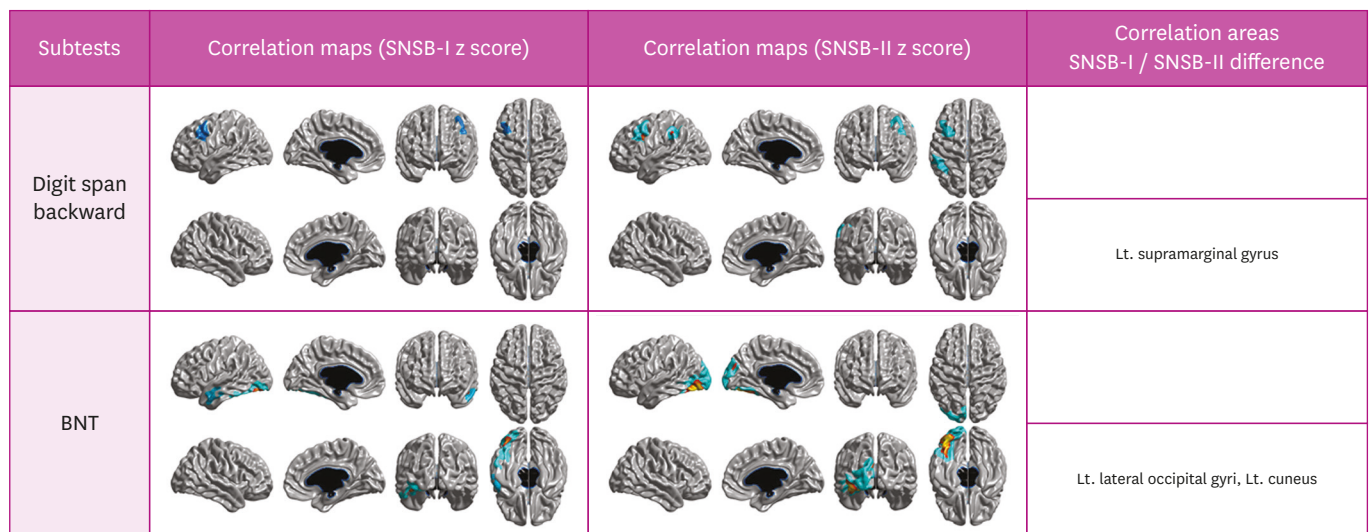 Subtests
Correlation maps (SNSB-I z score)
Correlation maps (SNSB-II z score)
Correlation areas
SNSB-I / SNSB-II difference
Digit span
backward
Lt. supramarginal gyrus
BNT
Lt. lateral occipital gyri, Lt. cuneus